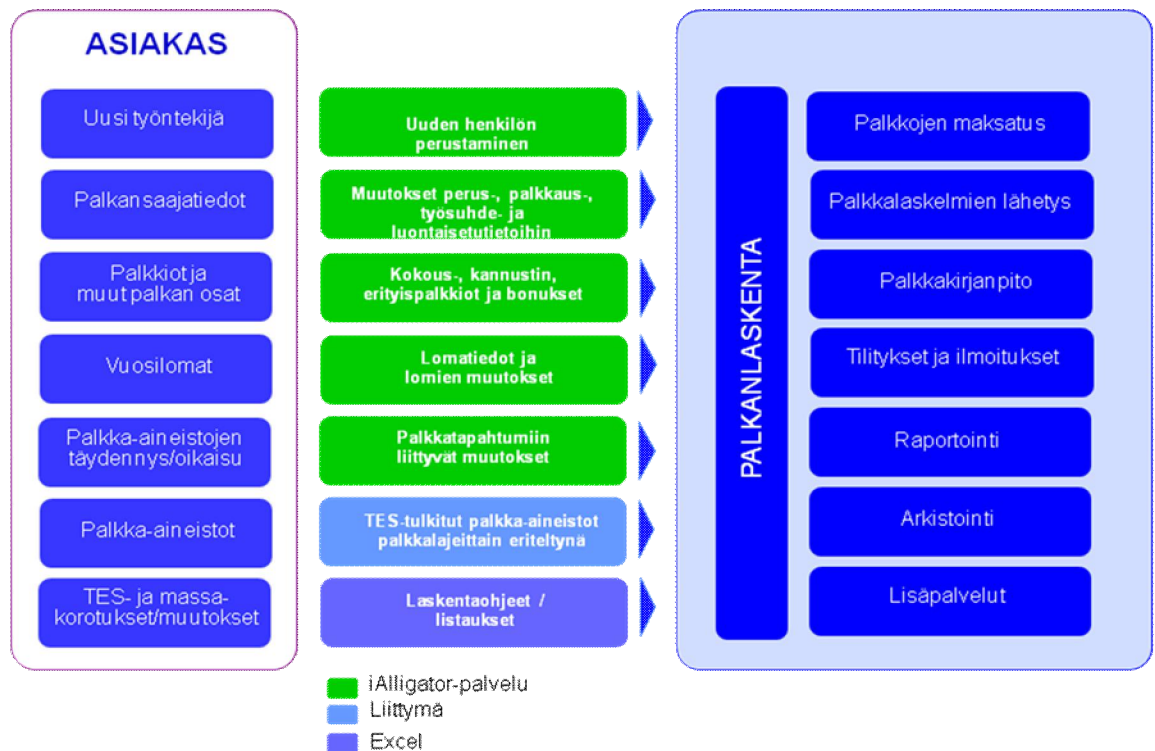 ASIAKAS
Uusi työntekijä
Palkansaajatiedot
Palkkiot ja
muut palkan osat
Vuosilomat
Palkka-aineistojen
täydennys/oikaisu
Palkka-aineistot
TES- ja massa-
korotukset/muutokset
Uuden henkilön
perustaminen
Muutokset perus-, palkkaus-,
työsuhde- ja
luontaisetutietoihin
Kokous-, kannustin,
erityispalkkiot ja bonukset
Lomatiedot ja
lomien muutokset
Palkkatapahtumiin
liittyvät muutokset
TES-tulkitut palkka-aineistot
palkkalajeittain eriteltynä
Laskentaohjeet /
listaukset
PALKANLASKENTA
Palkkojen maksatus
Palkkalaskelmien lähetys
Palkkakirjanpito
Tilitykset ja ilmoitukset
Raportointi
Arkistointi
Lisäpalvelut
iAlligator-palvelu
Liittymä
Excel